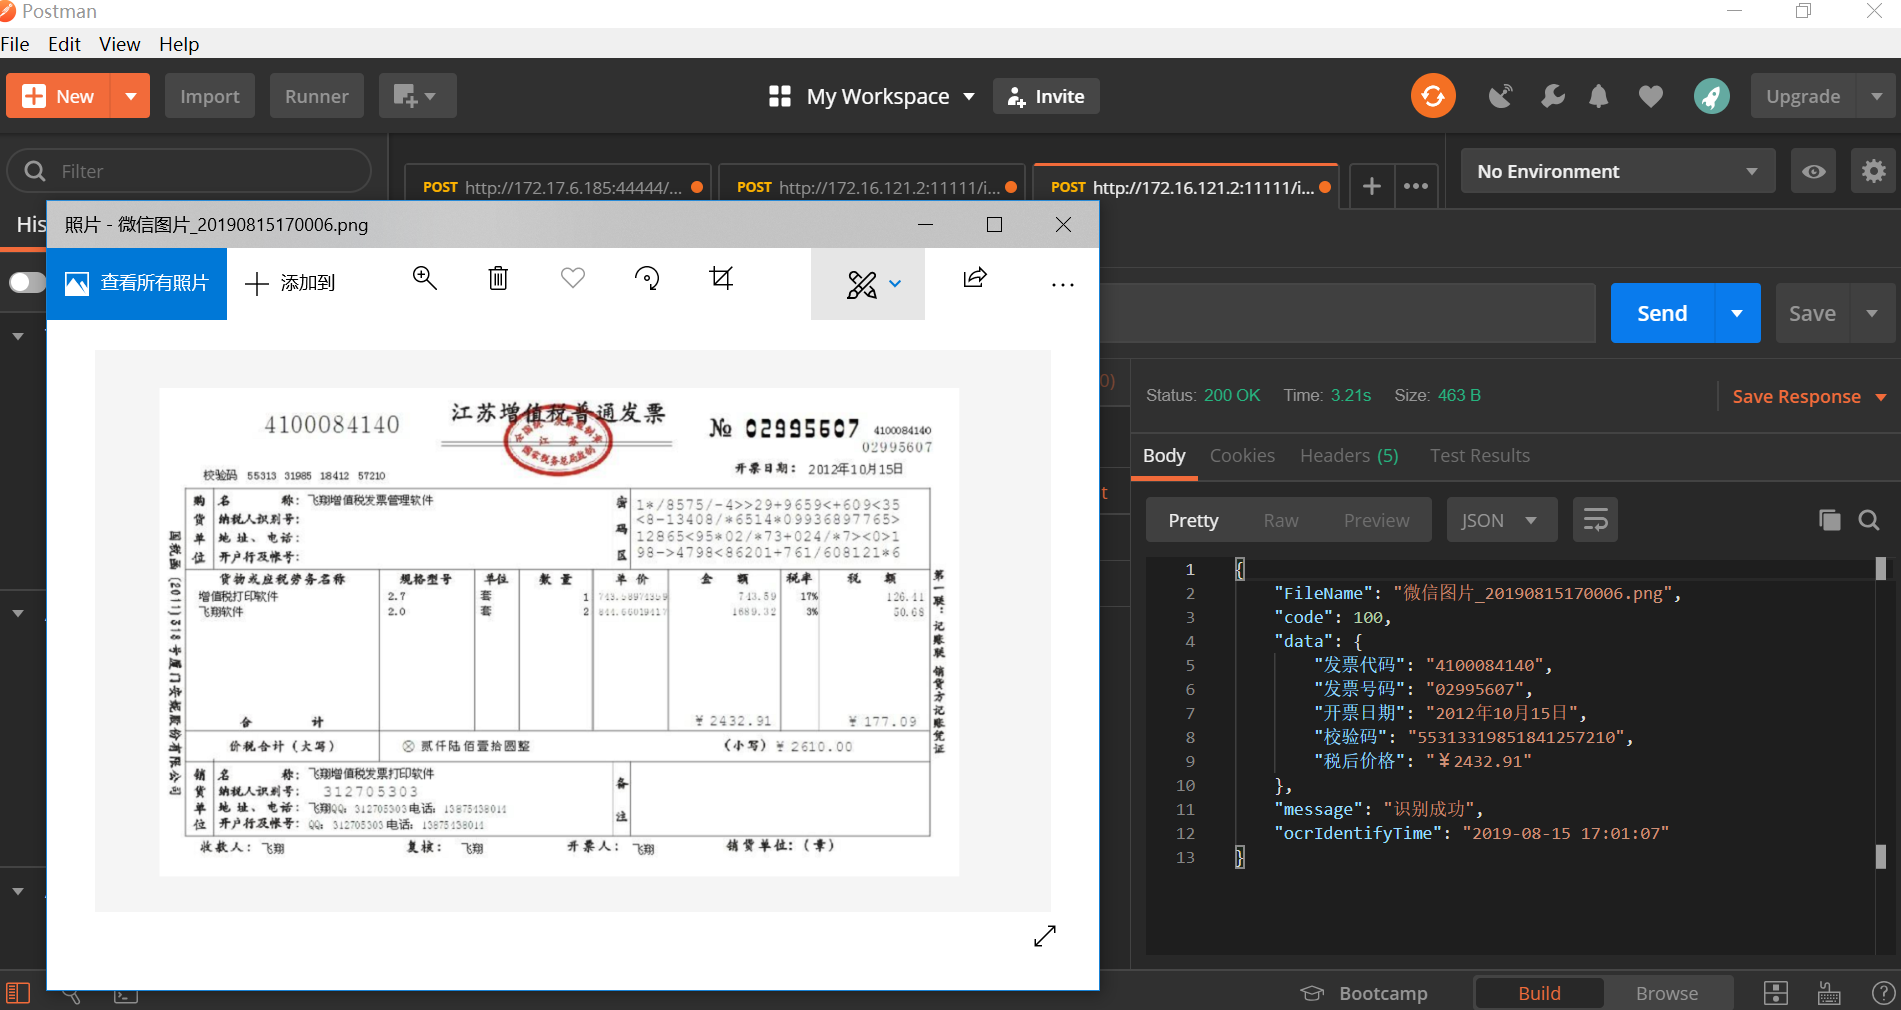 Postman
File Edit View Help
New Import Runner My Workspace Invite Upgrade
Filter
POST http://172.17.6.185:44444/... POST http://172.16.121.2:11111/i... POST http://172.16.121.2:11111/i... No Environment
His
照片 - 微信图片_20190815170006.png
查看所有照片 添加到
Send Save
0)
Status: 200 OK Time: 3.21s Size: 463 B Save Response
Body Cookies Headers (5) Test Results
t
Pretty Raw Preview JSON
4100084140 江苏增值税普通发票 № 02995607 4100084140
02995607
开票日期: 2012年10月15日
校验码 55313 31985 18412 57210
购货单位 名 称: 飞翔增值税发票管理软件
纳税人识别号:
地 址、电话:
开户行及帐号:
密码区 1*/8575/-4>>29+9659<+609<35
<8-13408/*6514*09936897765>
12865<95*02/*73+024/*7><0>1
98->4798<86201+761/608121*6
货物或应税劳务名称 规格型号 单位 数 量 单 价 金 额 税率 税 额
增值税打印软件 2.7 套 1 743.59 17% 126.41
飞翔软件 2.0 套 2 1689.32 3% 50.68
合 计 ¥ 2432.91 ¥ 177.09
价税合计 (大写) ⊗ 贰仟陆佰壹拾圆整 (小写) ¥ 2610.00
销货单位 名 称: 飞翔增值税发票打印软件
纳税人识别号: 312705303
地 址、电话: 飞翔QQ: 312705303 电话: 13875438014
开户行及帐号: QQ: 312705303 电话: 13875438014
备注
收款人: 飞翔 复核: 飞翔 开票人: 飞翔 销货单位: (章)
第一联: 记账联 销货方记账凭证
1 {
2 "FileName": "微信图片_20190815170006.png",
3 "code": 100,
4 "data": {
5 "发票代码": "4100084140",
6 "发票号码": "02995607",
7 "开票日期": "2012年10月15日",
8 "校验码": "55313319851841257210",
9 "税后价格": "¥2432.91"
10 },
11 "message": "识别成功",
12 "ocrIdentifyTime": "2019-08-15 17:01:07"
13 }
Bootcamp Build Browse